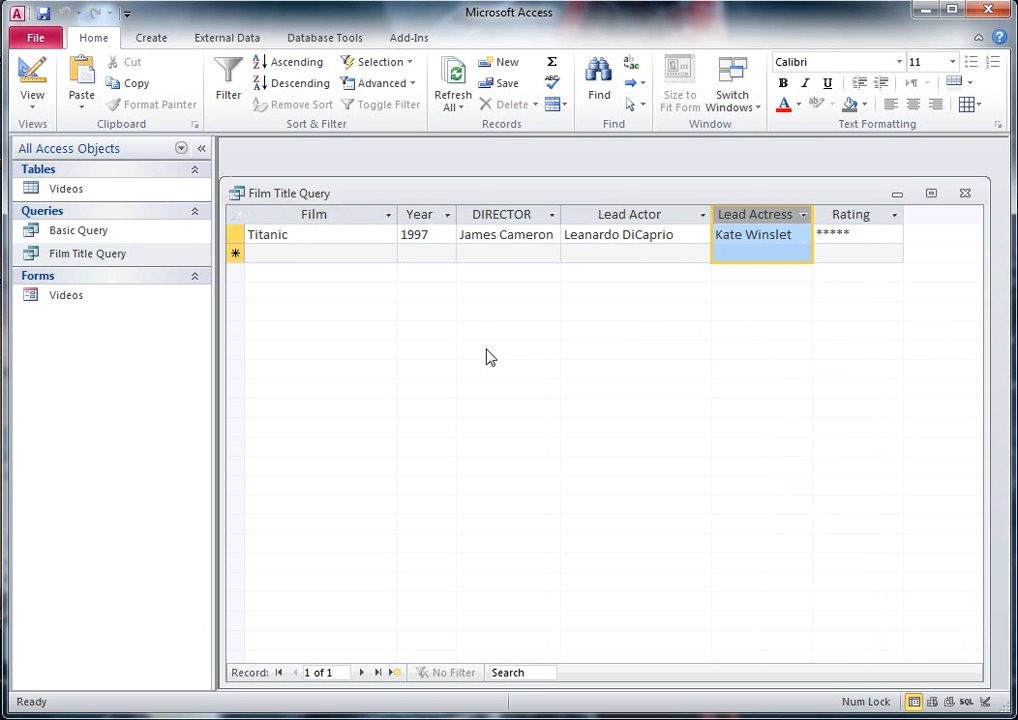 Microsoft Access
File Home Create External Data Database Tools Add-Ins
View
Views
Paste
Cut
Copy
Format Painter
Clipboard
Filter
Ascending
Descending
Remove Sort
Selection
Advanced
Toggle Filter
Sort & Filter
Refresh
All
New
Save
Delete
Records
Find
Find
Size to
Fit Form
Switch
Windows
Window
Calibri 11
B I U
Text Formatting
All Access Objects
Tables
Videos
Queries
Basic Query
Film Title Query
Forms
Videos
Film Title Query
Film Year DIRECTOR Lead Actor Lead Actress Rating
Titanic 1997 James Cameron Leanardo DiCaprio Kate Winslet *****
Record: 1 of 1 No Filter Search
Ready Num Lock SQL